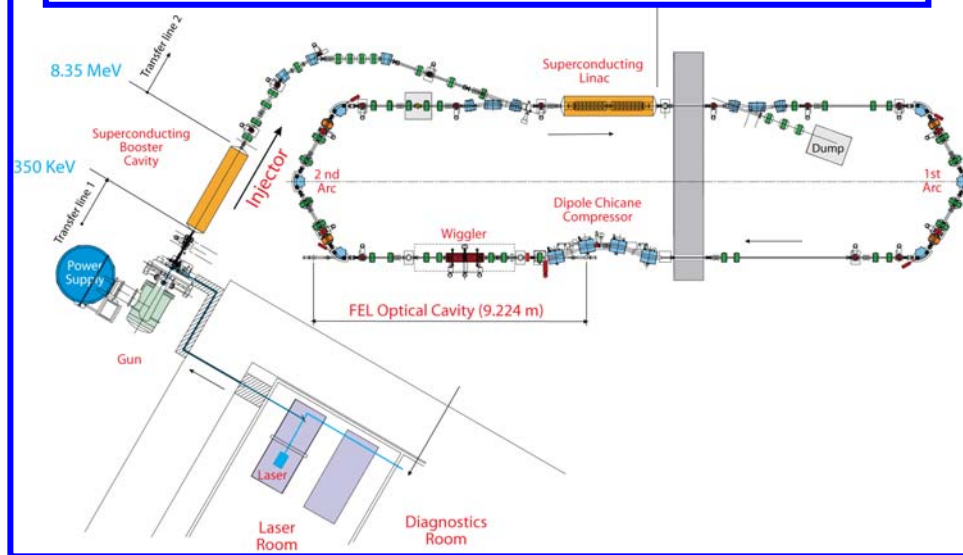 Transfer line 2
8.35 MeV
Superconducting
Booster
Cavity
350 KeV
Transfer line 1
Injector
Power
Supply
Gun
Superconducting
Linac
Dump
2 nd
Arc
1st
Arc
Dipole Chicane
Compressor
Wiggler
FEL Optical Cavity (9.224 m)
Laser
Laser
Room
Diagnostics
Room